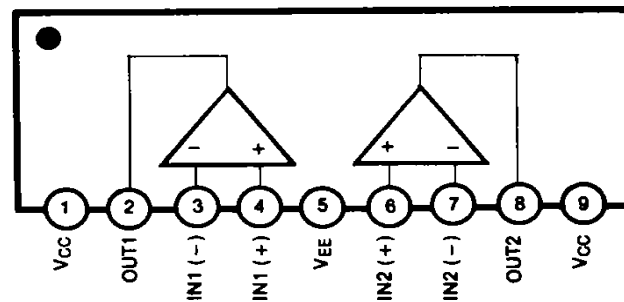 - + + -
1 2 3 4 5 6 7 8 9
VCC OUT1 IN1 (-) IN1 (+) VEE IN2 (+) IN2 (-) OUT2 VCC